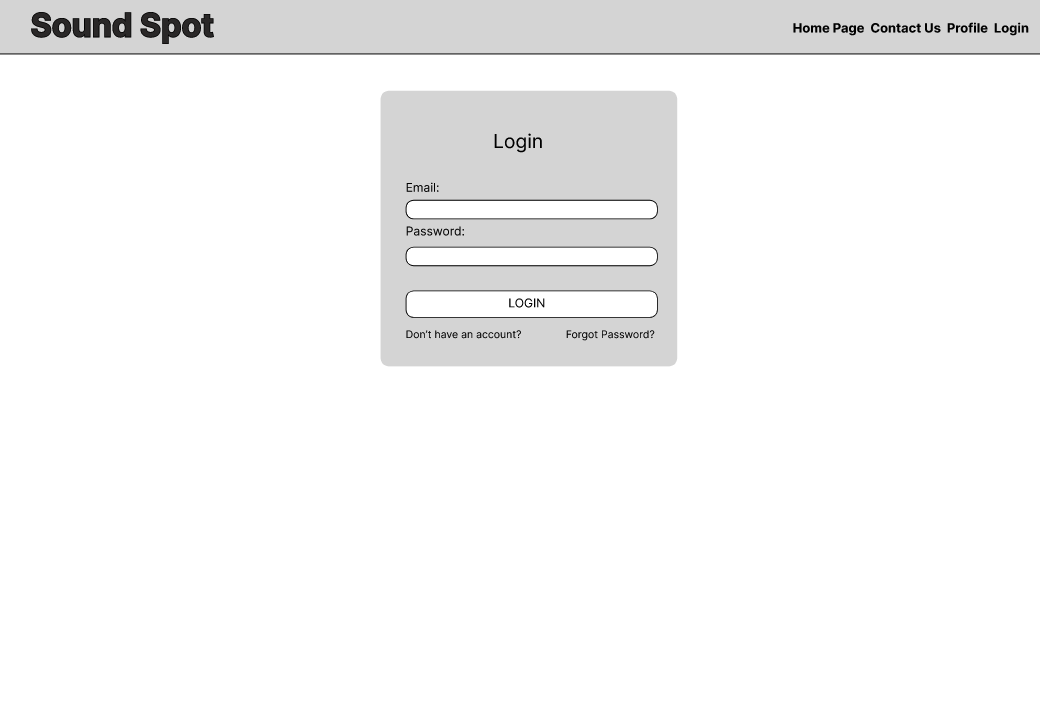 Sound Spot
Home Page Contact Us Profile Login
Login
Email:
Password:
LOGIN
Don't have an account? Forgot Password?